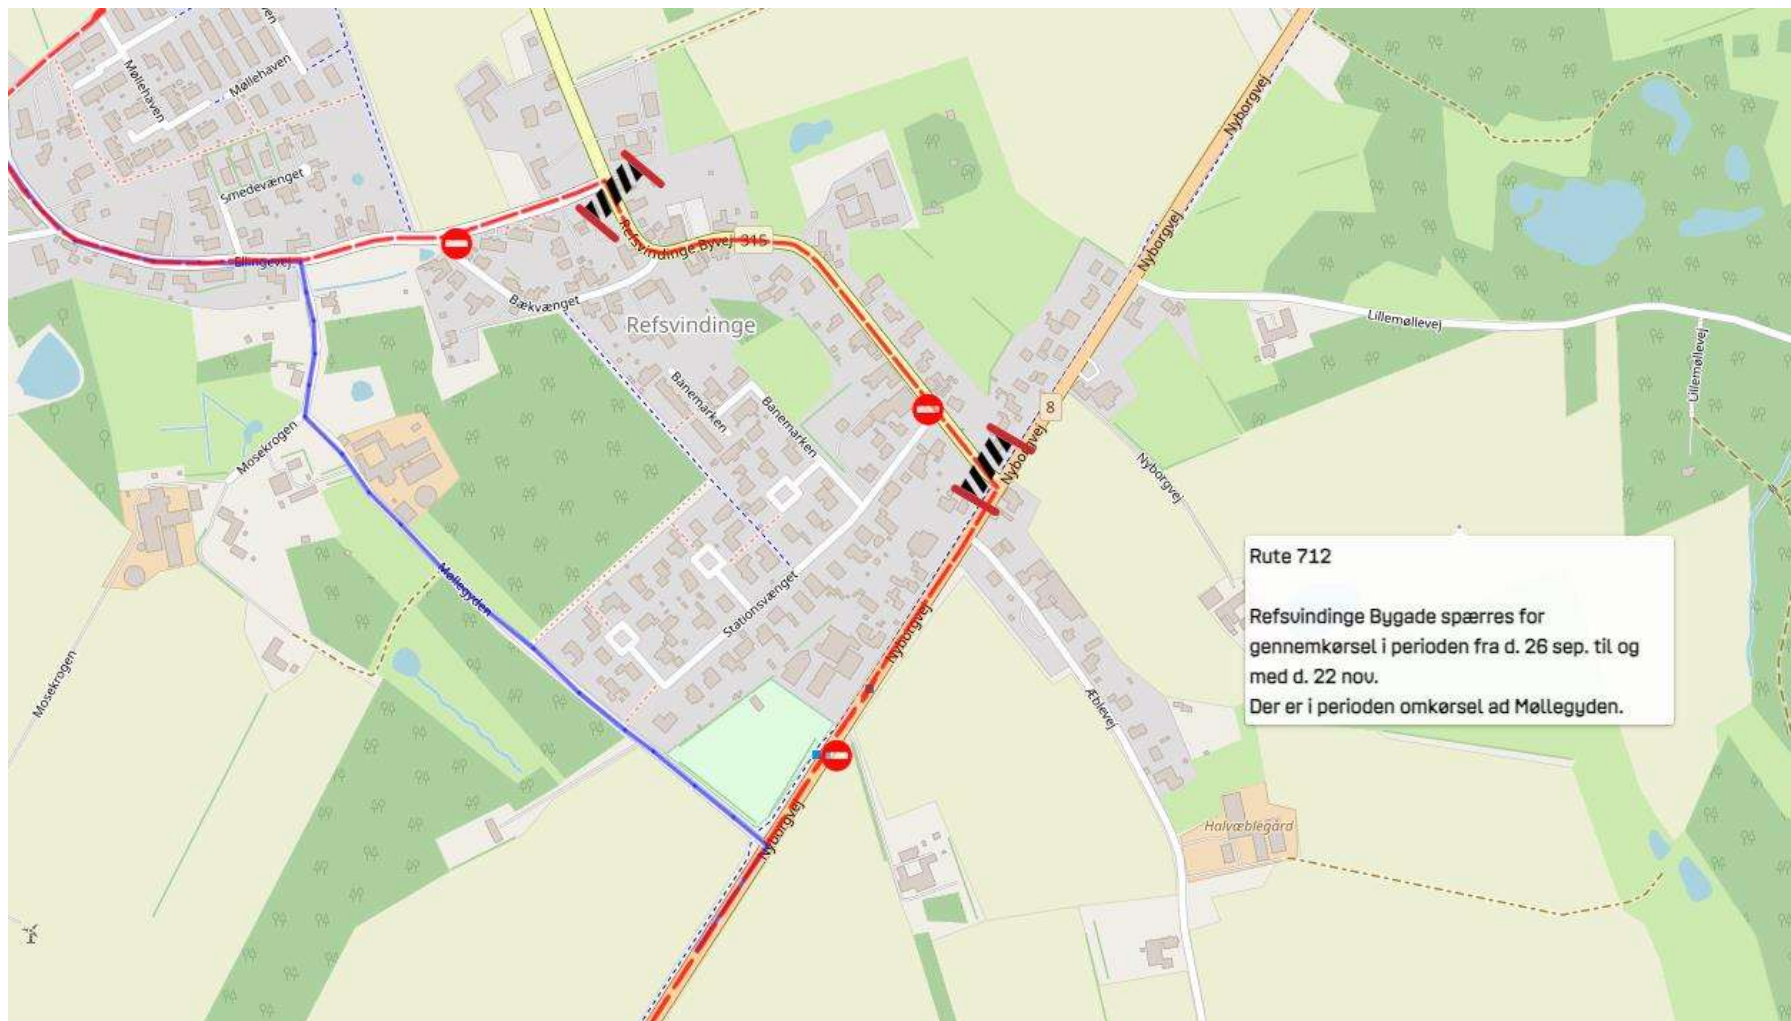 Møllehaven
Møllehaven
Smedevænget
Ellingevej
Refsvindinge Byvej
315
Bækvænget
Refsvindinge
Banemarken
Banemarken
Mosekrogen
Møllegyden
Stationsvænget
Mosekrogen
Nyborgvej
Nyborgvej
Nyborgvej
8
Nyborgvej
Nyborgvej
Nyborgvej
Lillemøllevej
Lillemøllevej
Æblevej
Halvæblegård
Rute 712
Refsvindinge Bygade spærres for
gennemkørsel i perioden fra d. 26 sep. til og
med d. 22 nov.
Der er i perioden omkørsel ad Møllegyden.